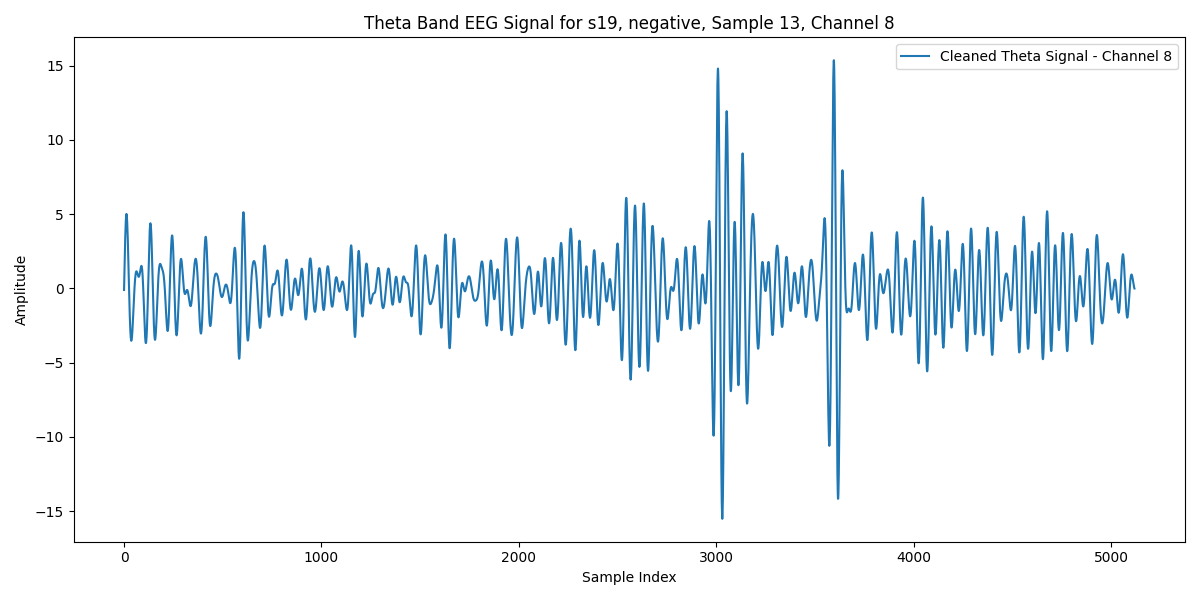 Theta Band EEG Signal for s19, negative, Sample 13, Channel 8
Cleaned Theta Signal - Channel 8
Amplitude
15
10
5
0
−5
−10
−15
0 1000 2000 3000 4000 5000
Sample Index